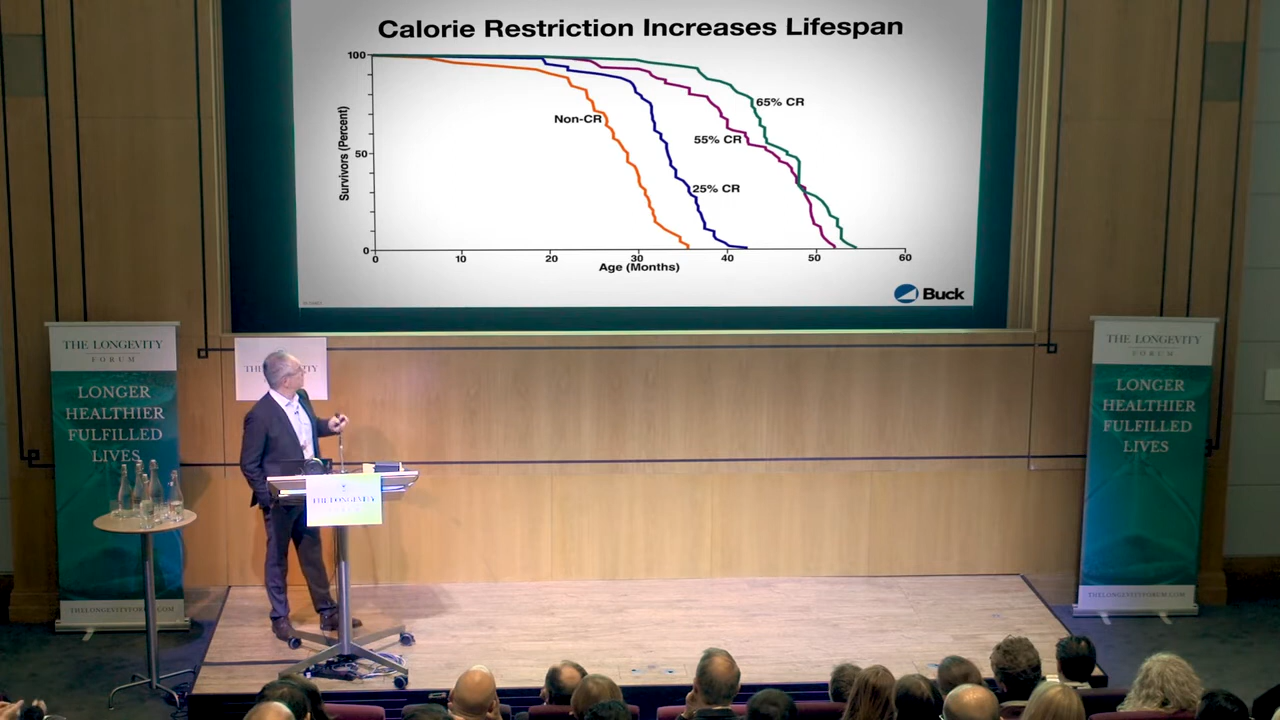 Calorie Restriction Increases Lifespan
100
50
0
Survivors (Percent)
Non-CR
25% CR
55% CR
65% CR
0 10 20 30 40 50 60
Age (Months)
Buck
THE LONGEVITY
FORUM
LONGER
HEALTHIER
FULFILLED
LIVES
THELONGEVITYFORUM.COM
THE LONGEVITY
THE LONGEVITY
FORUM
LONGER
HEALTHIER
FULFILLED
LIVES
THELONGEVITYFORUM.COM